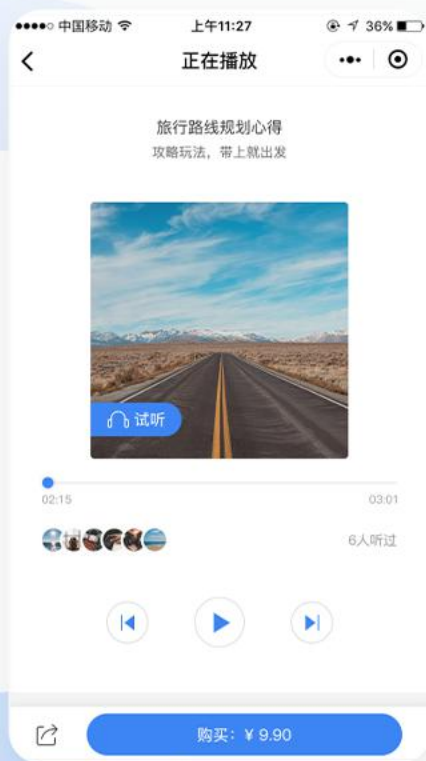 中国移动 上午11:27 36%
正在播放
旅行路线规划心得
攻略玩法，带上就出发
试听
02:15 03:01
6人听过
购买：¥ 9.90